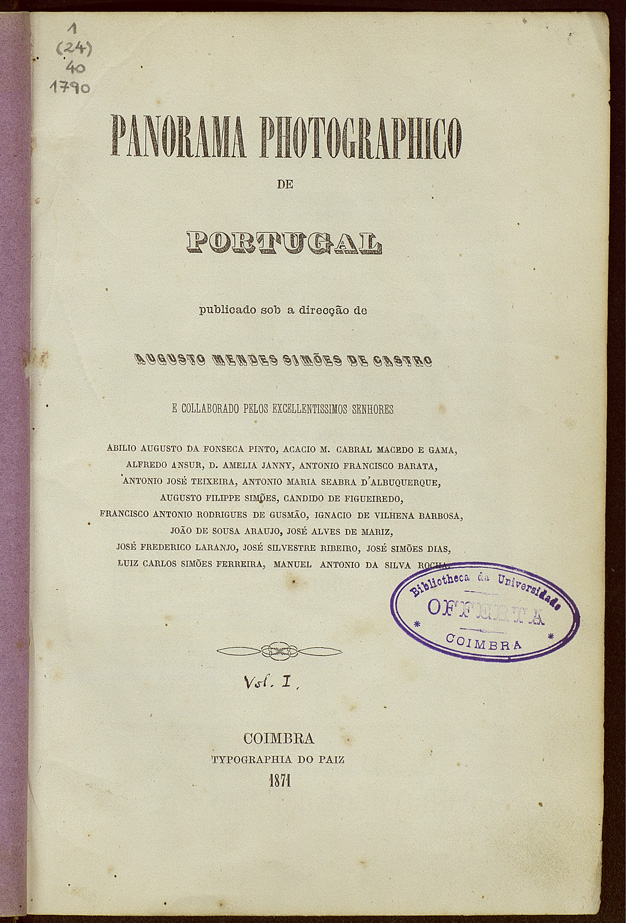 1
(24)
40
1790
PANORAMA PHOTOGRAPHICO
DE
PORTUGAL
publicado sob a direcção de
AUGUSTO MENDES SIMÕES DE CASTRO
E COLLABORADO PELOS EXCELLENTISSIMOS SENHORES
ABILIO AUGUSTO DA FONSECA PINTO, ACACIO M. CABRAL MACEDO E GAMA,
ALFREDO ANSUR, D. AMELIA JANNY, ANTONIO FRANCISCO BARATA,
ANTONIO JOSÉ TEIXEIRA, ANTONIO MARIA SEABRA D'ALBUQUERQUE,
AUGUSTO FILIPPE SIMÕES, CANDIDO DE FIGUEIREDO,
FRANCISCO ANTONIO RODRIGUES DE GUSMÃO, IGNACIO DE VILHENA BARBOSA,
JOÃO DE SOUSA ARAUJO, JOSÉ ALVES DE MARIZ,
JOSÉ FREDERICO LARANJO, JOSÉ SILVESTRE RIBEIRO, JOSÉ SIMÕES DIAS,
LUIZ CARLOS SIMÕES FERREIRA, MANUEL ANTONIO DA SILVA ROCHA.
Bibliotheca da Universidade
OFFERTA
* COIMBRA *
Vol. I.
COIMBRA
TYPOGRAPHIA DO PAIZ
1871